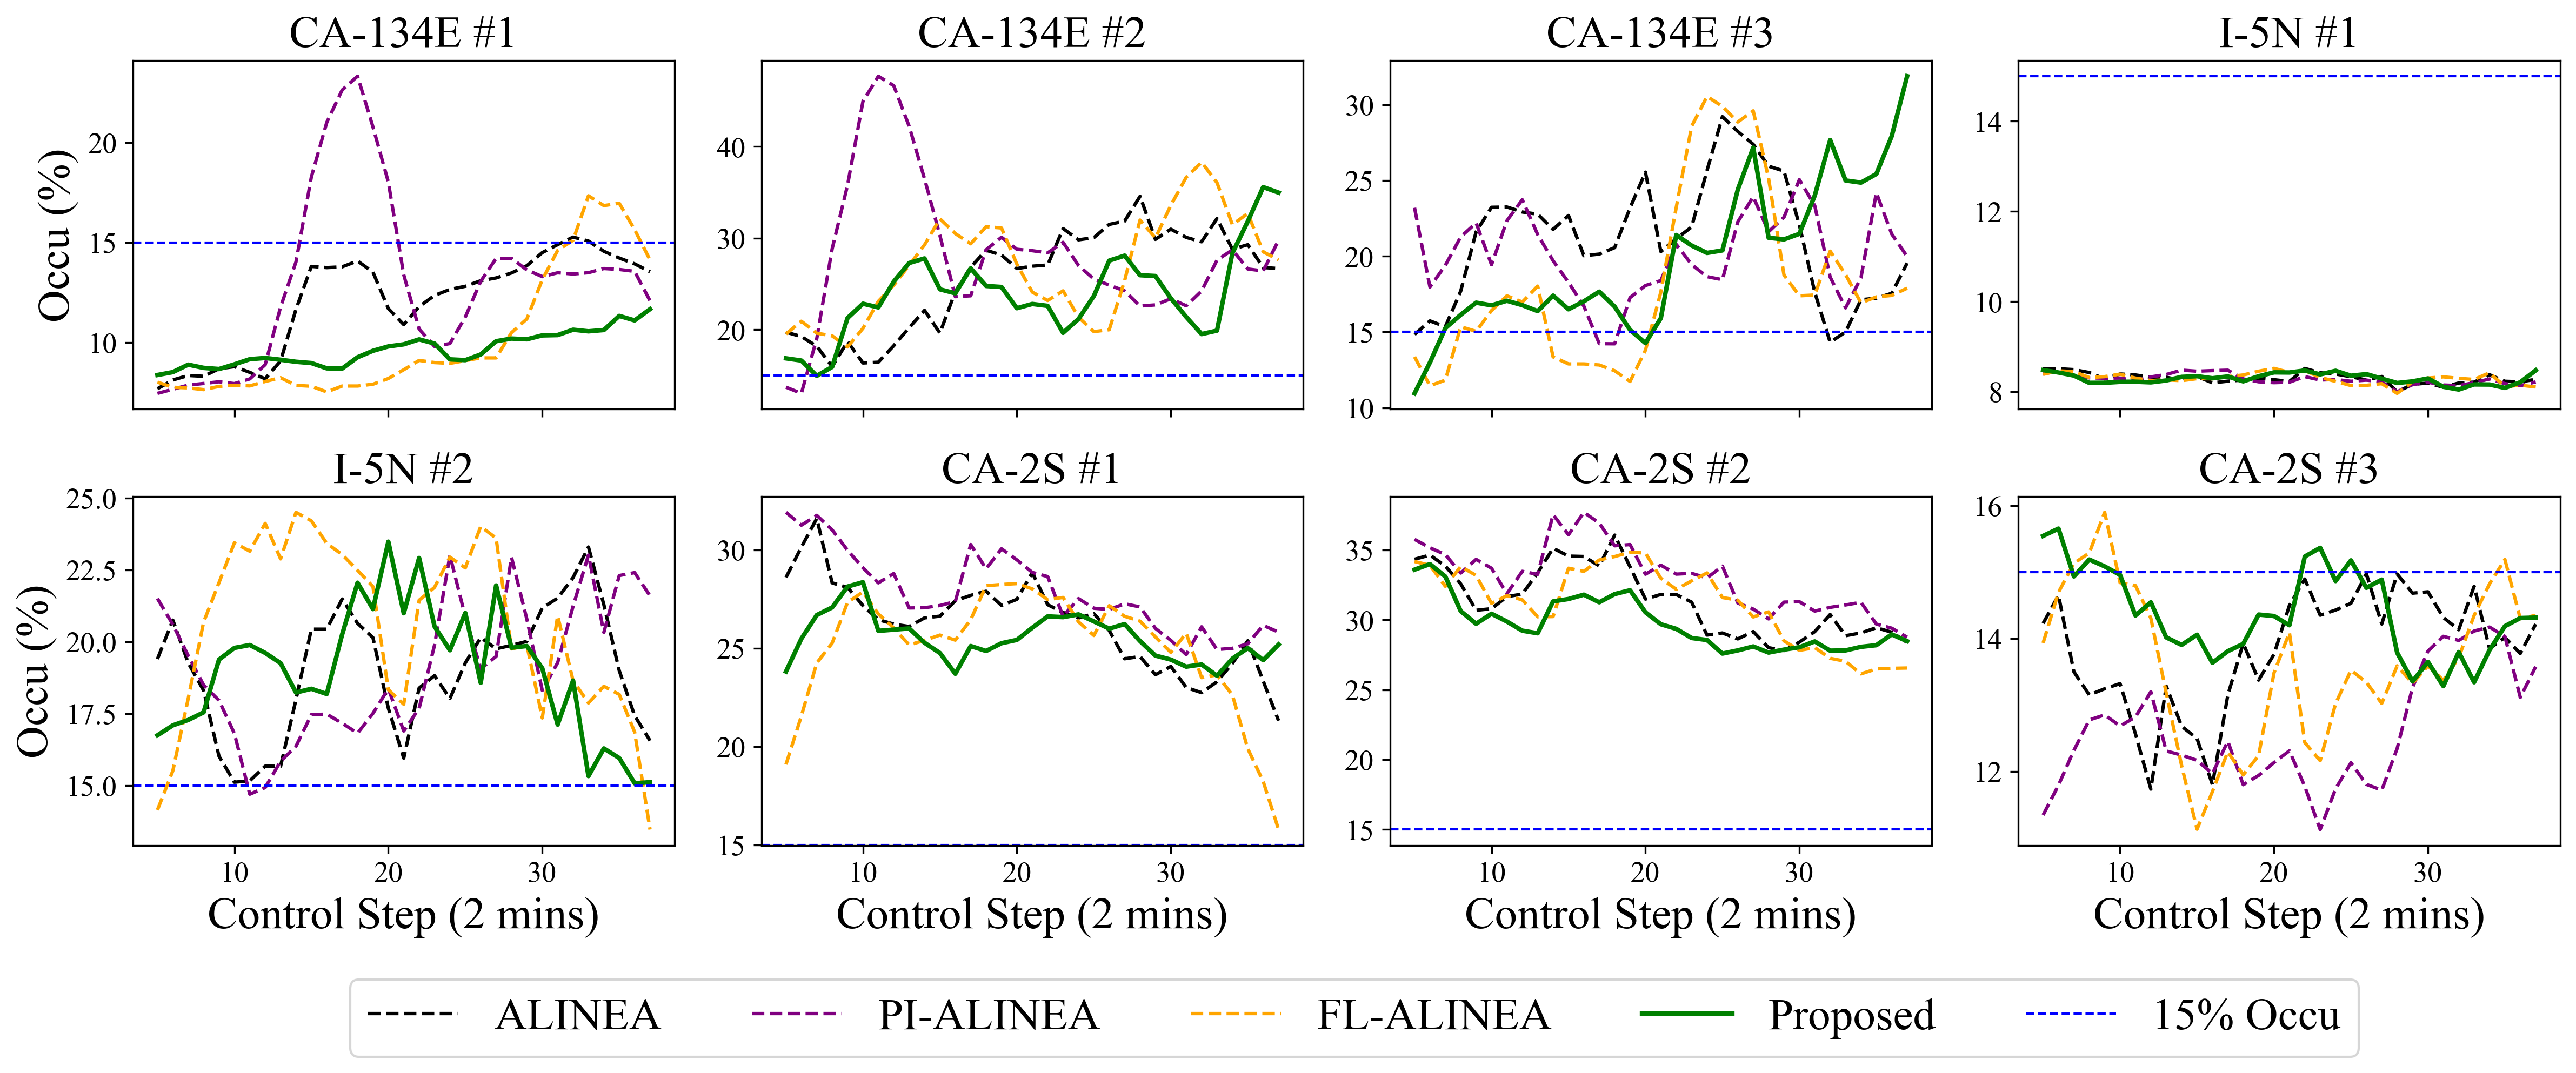 CA-134E #1
CA-134E #2
CA-134E #3
I-5N #1
Occu (%)
20
15
10
40
30
20
30
25
20
15
10
14
12
10
8
I-5N #2
CA-2S #1
CA-2S #2
CA-2S #3
Occu (%)
25.0
22.5
20.0
17.5
15.0
30
25
20
15
35
30
25
20
15
16
14
12
10 20 30
10 20 30
10 20 30
10 20 30
Control Step (2 mins)
Control Step (2 mins)
Control Step (2 mins)
Control Step (2 mins)
ALINEA PI-ALINEA FL-ALINEA Proposed 15% Occu